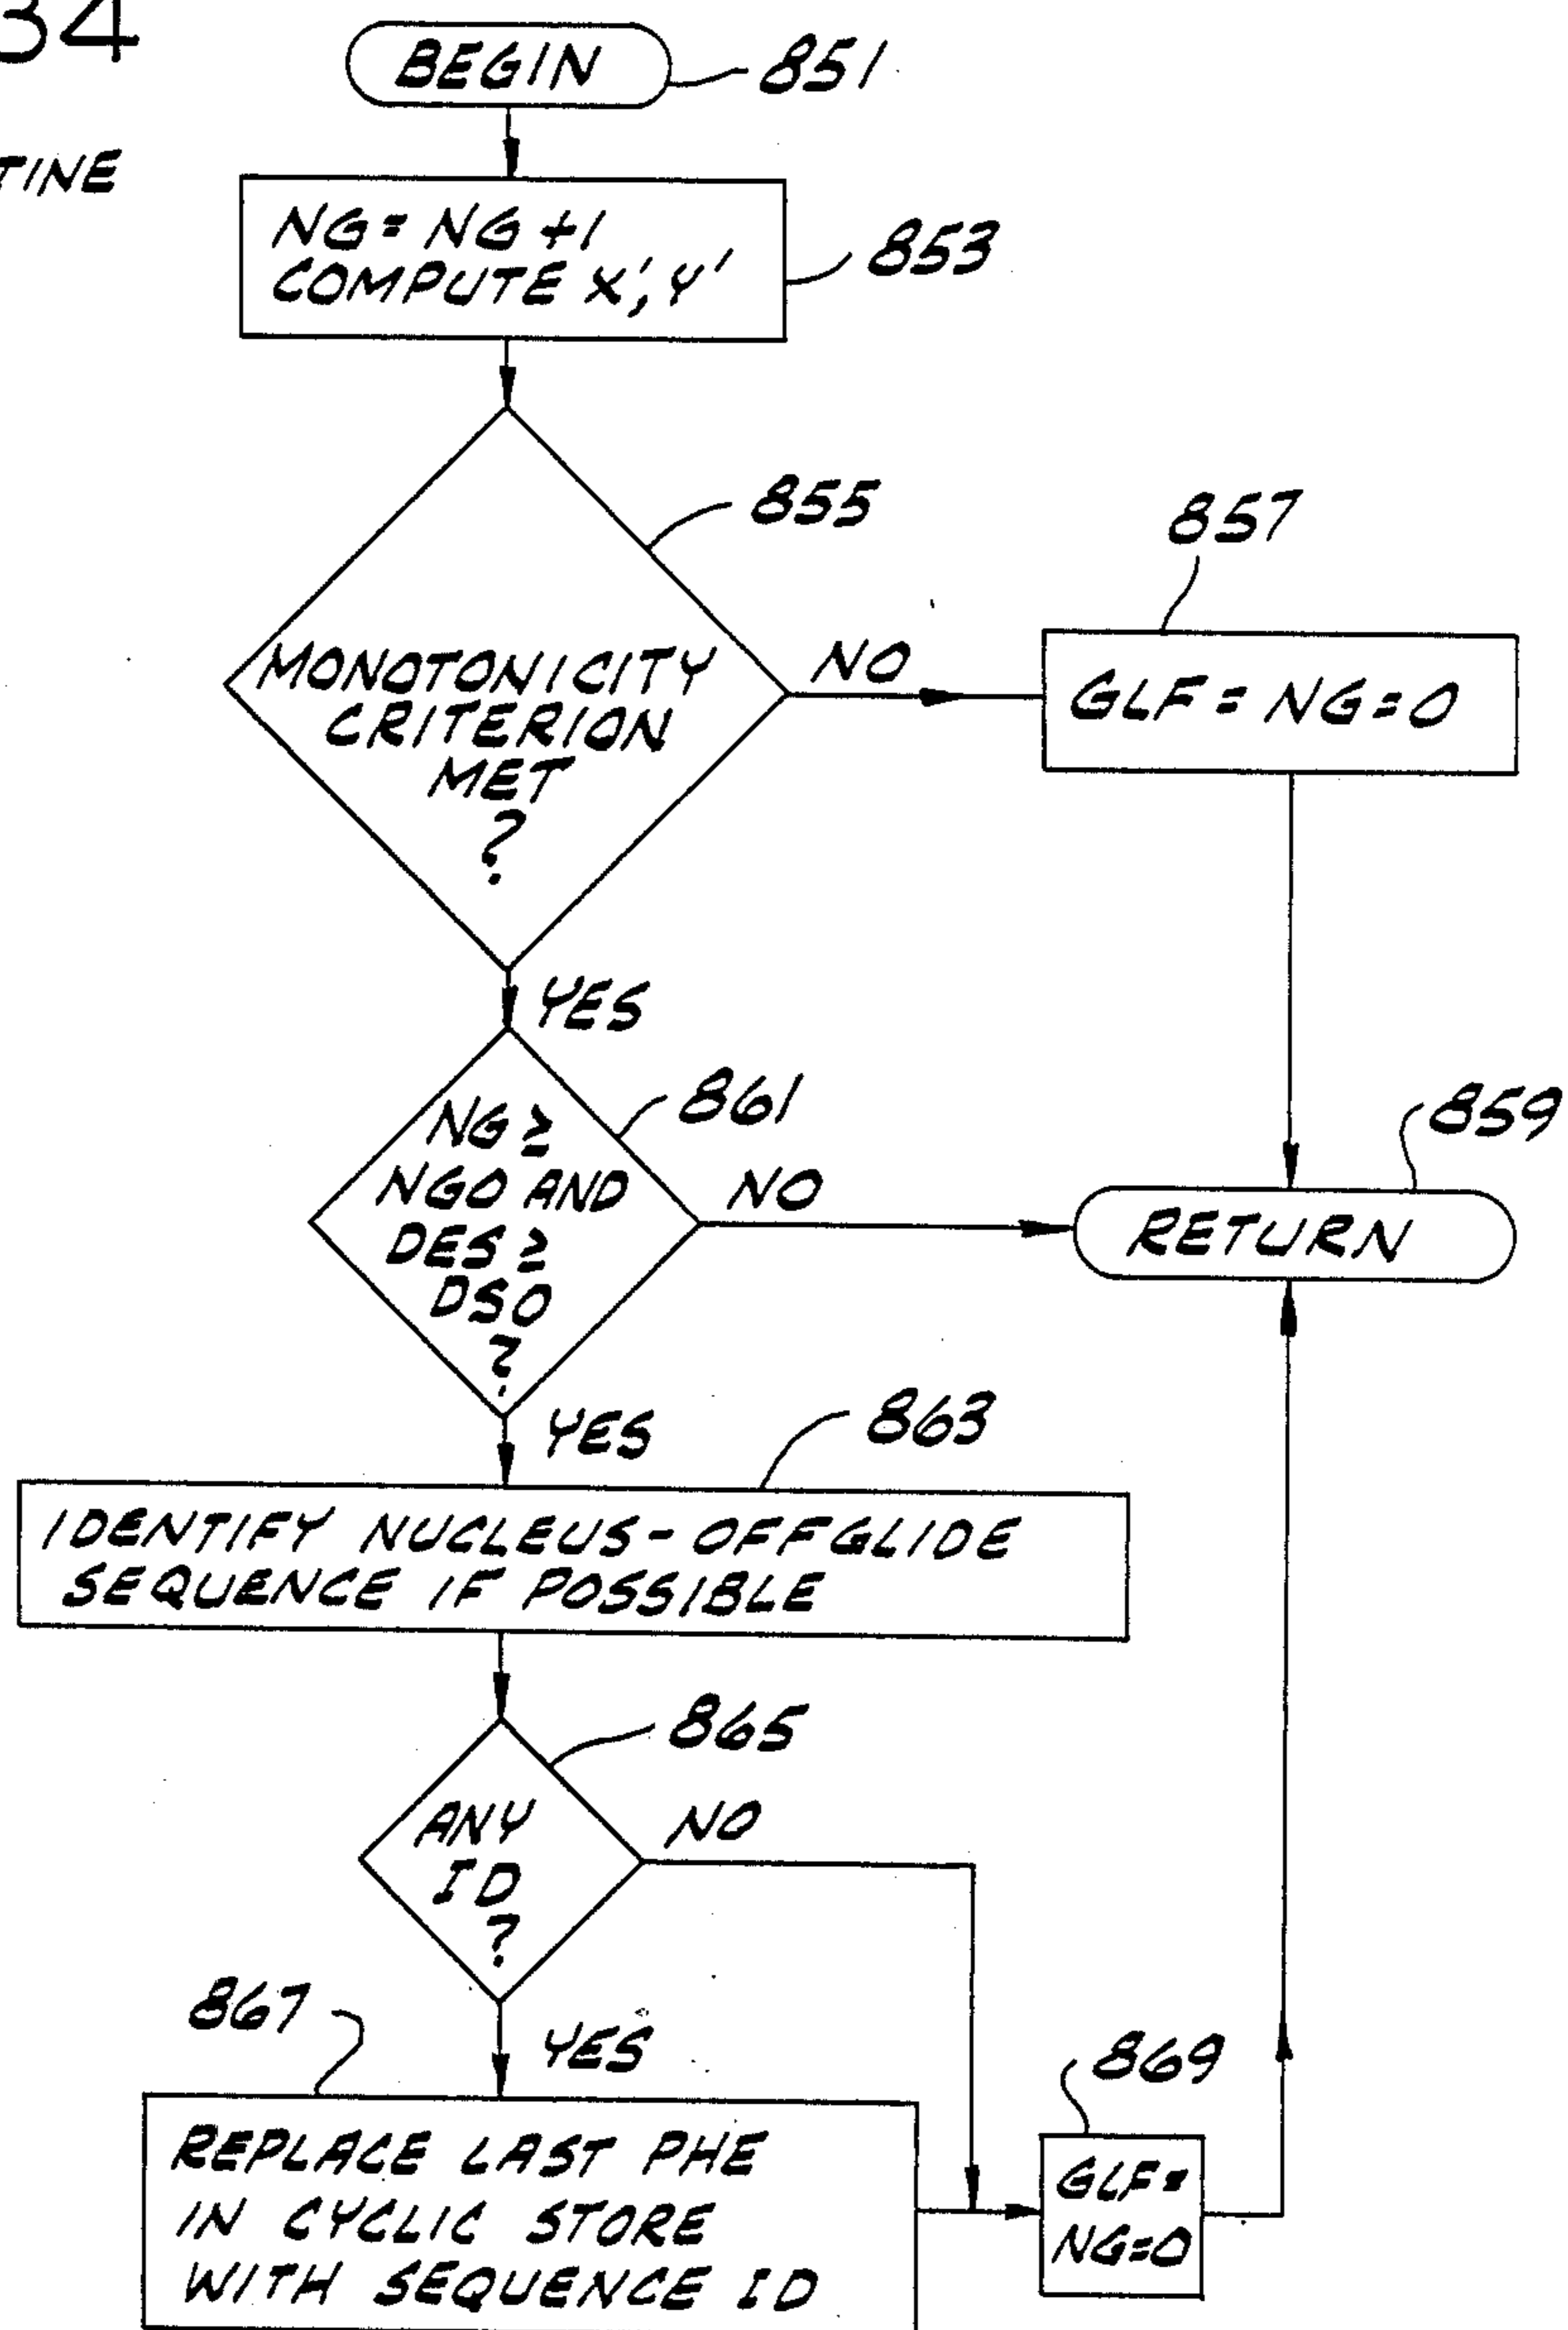 34
TINE
BEGIN
851
NG = NG +1
COMPUTE X', Y'
853
855
MONOTONICITY
CRITERION
MET
?
NO
857
GLF = NG = 0
YES
861
NG ≥
NGO AND
DES ≥
DSO
?
NO
859
RETURN
YES
863
IDENTIFY NUCLEUS-OFFGLIDE
SEQUENCE IF POSSIBLE
865
ANY
ID
?
NO
867
YES
869
REPLACE LAST PHE
IN CYCLIC STORE
WITH SEQUENCE ID
GLF =
NG=0